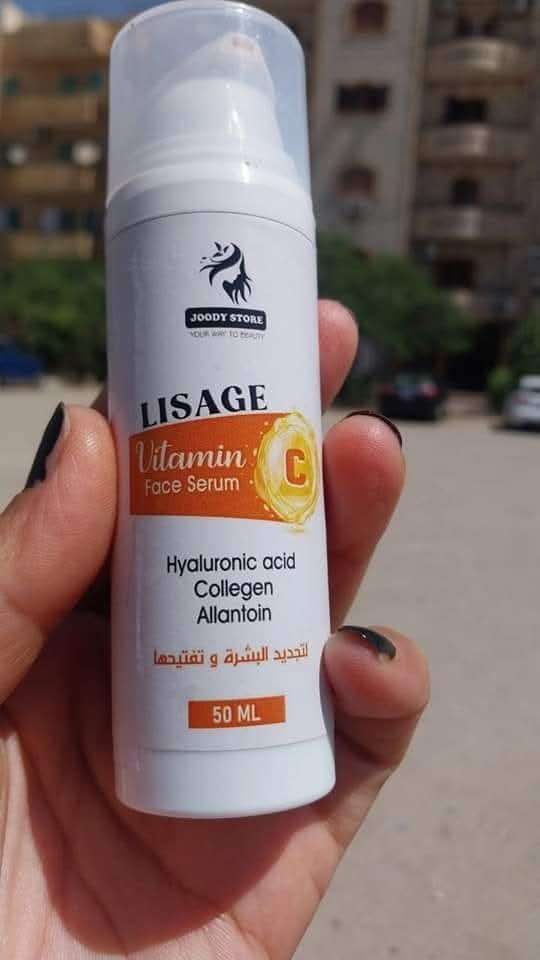 JOODY STORE
YOUR WAY TO BEAUTY
LISAGE
Vitamin C
Face Serum
Hyaluronic acid
Collegen
Allantoin
لتجديد البشرة و تفتيحها
50 ML